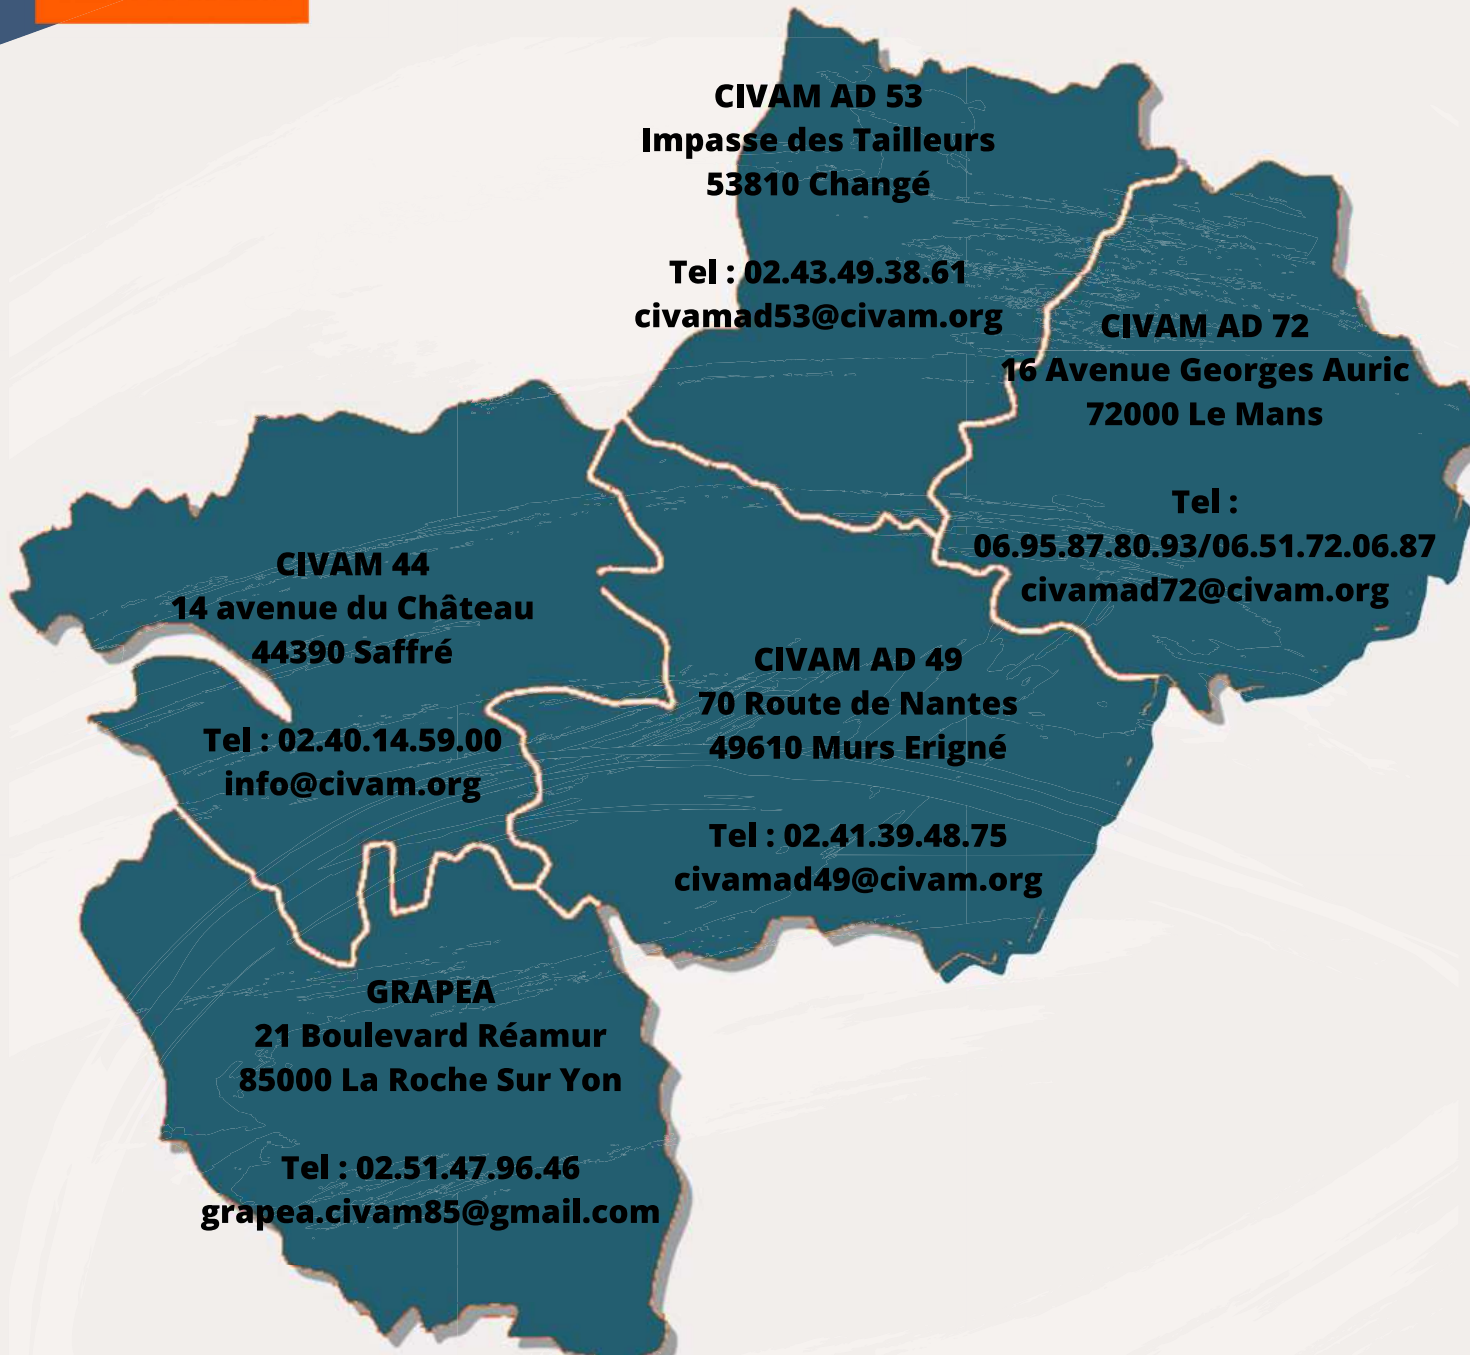 CIVAM AD 53
Impasse des Tailleurs
53810 Changé
Tel : 02.43.49.38.61
civamad53@civam.org
CIVAM AD 72
16 Avenue Georges Auric
72000 Le Mans
Tel :
06.95.87.80.93/06.51.72.06.87
civamad72@civam.org
CIVAM 44
14 avenue du Château
44390 Saffré
Tel : 02.40.14.59.00
info@civam.org
CIVAM AD 49
70 Route de Nantes
49610 Murs Erigné
Tel : 02.41.39.48.75
civamad49@civam.org
GRAPEA
21 Boulevard Réamur
85000 La Roche Sur Yon
Tel : 02.51.47.96.46
grapea.civam85@gmail.com